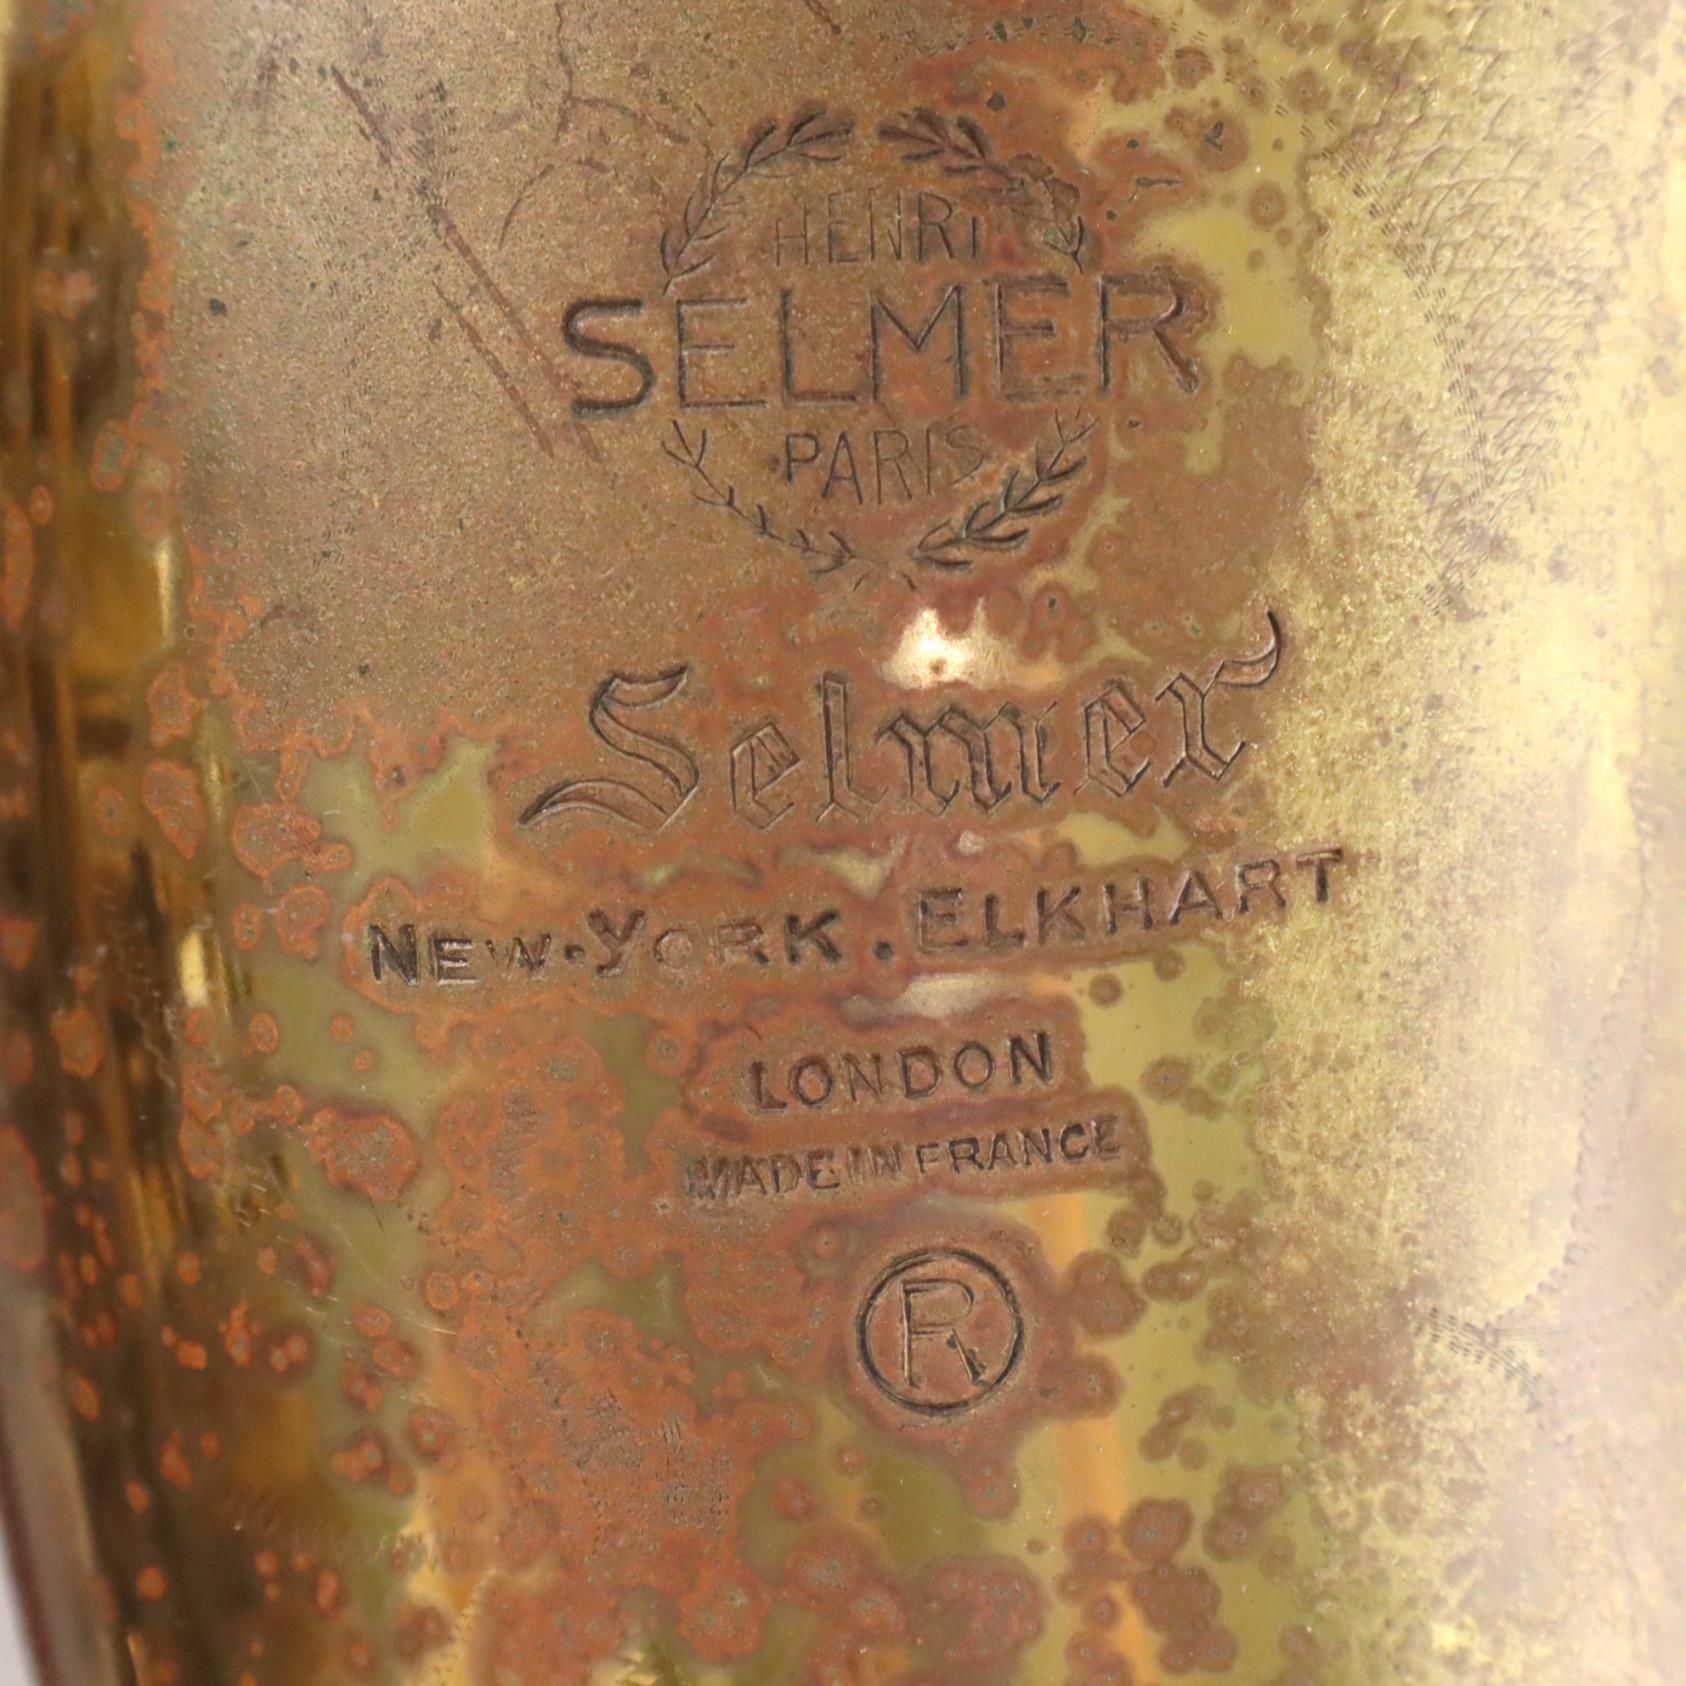 HENRI
SELMER
PARIS
Selmer
NEW-YORK. ELKHART
LONDON
MADE IN FRANCE
R